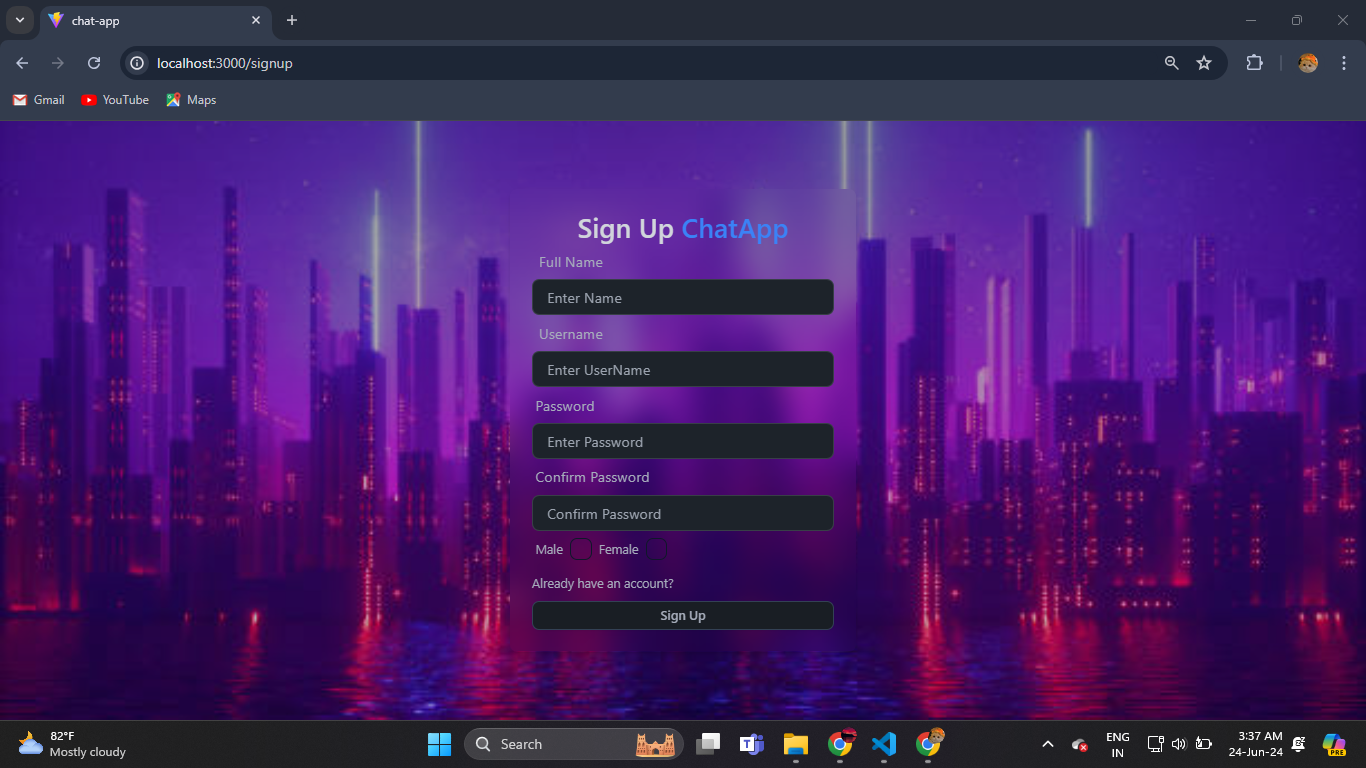 chat-app
localhost:3000/signup
Gmail YouTube Maps
Sign Up ChatApp
Full Name
Enter Name
Username
Enter UserName
Password
Enter Password
Confirm Password
Confirm Password
Male Female
Already have an account?
Sign Up
82°F
Mostly cloudy
Search
ENG
IN
3:37 AM
24-Jun-24
PRE